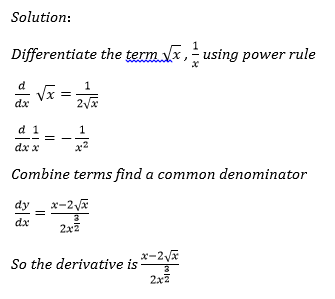 Solution:
Differentiate the term √x , 1/x using power rule
d/dx √x = 1/(2√x)
d/dx 1/x = − 1/x²
Combine terms find a common denominator
dy/dx = (x−2√x)/(2x^(3/2))
So the derivative is (x−2√x)/(2x^(3/2))